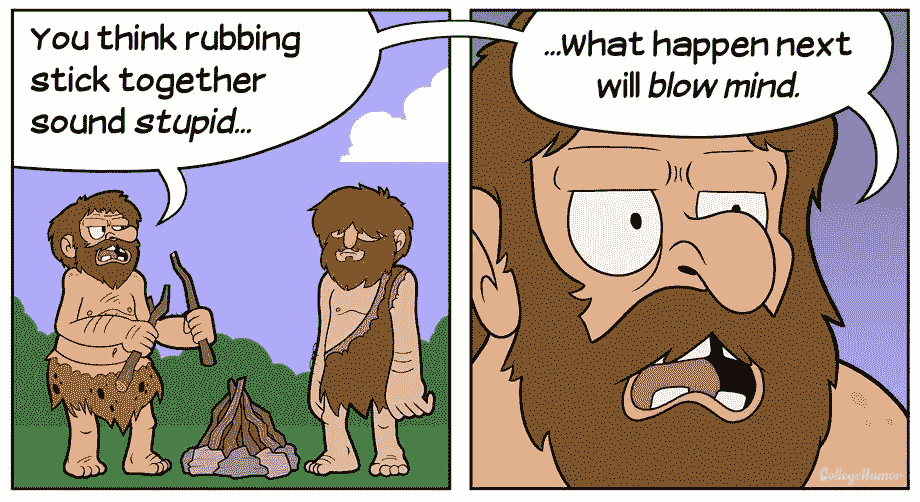 You think rubbing
stick together
sound stupid...
...What happen next
will blow mind.
CollegeHumor